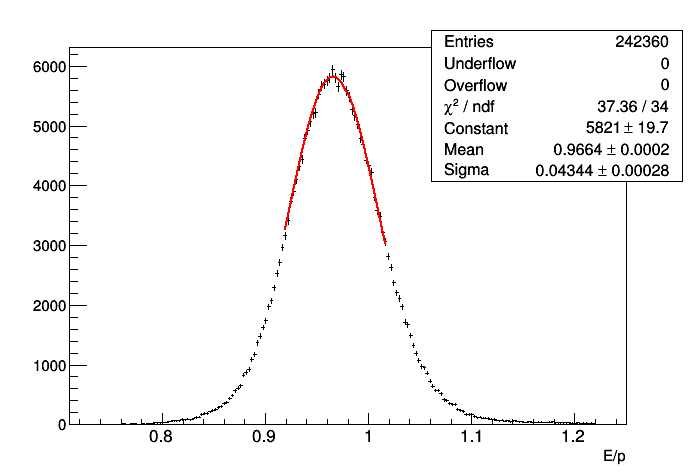 Entries 242360
Underflow 0
Overflow 0
χ² / ndf 37.36 / 34
Constant 5821 ± 19.7
Mean 0.9664 ± 0.0002
Sigma 0.04344 ± 0.00028
6000
5000
4000
3000
2000
1000
0
0.8 0.9 1 1.1 1.2
E/p